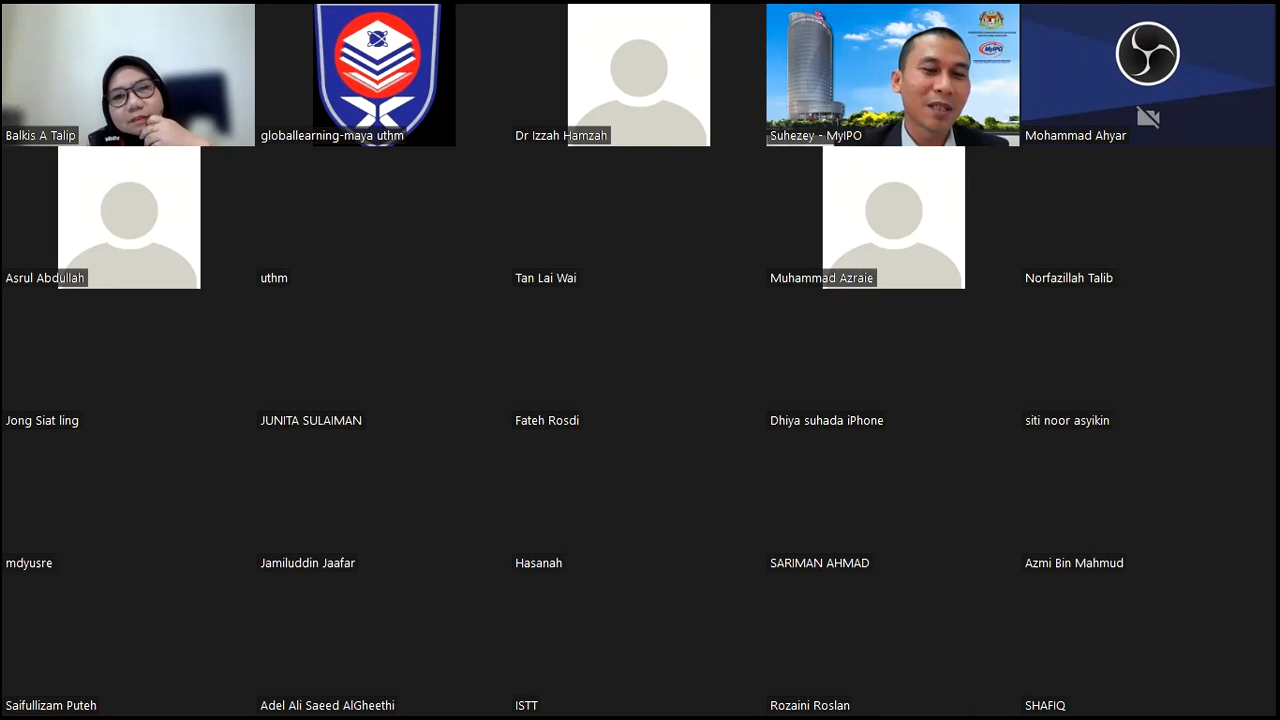 Balkis A Talip
globallearning-maya uthm
Dr Izzah Hamzah
MyIPO
Suhezey - MyIPO
Mohammad Ahyar
Asrul Abdullah
uthm
Tan Lai Wai
Muhammad Azraie
Norfazillah Talib
Jong Siat ling
JUNITA SULAIMAN
Fateh Rosdi
Dhiya suhada iPhone
siti noor asyikin
mdyusre
Jamiluddin Jaafar
Hasanah
SARIMAN AHMAD
Azmi Bin Mahmud
Saifullizam Puteh
Adel Ali Saeed AlGheethi
ISTT
Rozaini Roslan
SHAFIQ